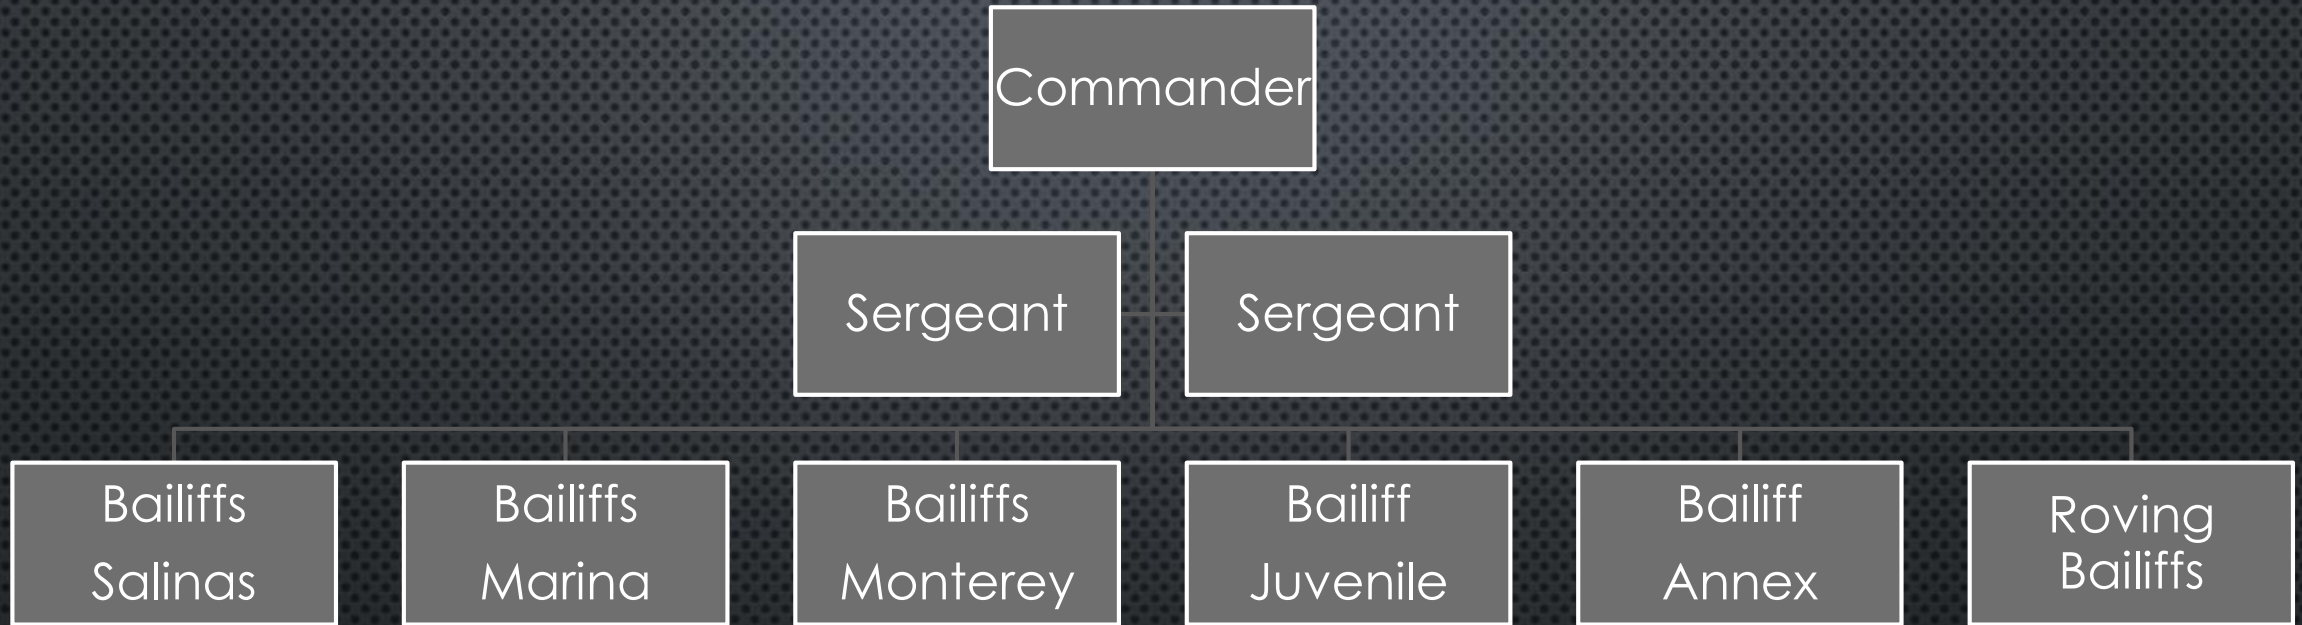 Commander
Sergeant
Sergeant
Bailiffs
Salinas
Bailiffs
Marina
Bailiffs
Monterey
Bailiff
Juvenile
Bailiff
Annex
Roving
Bailiffs